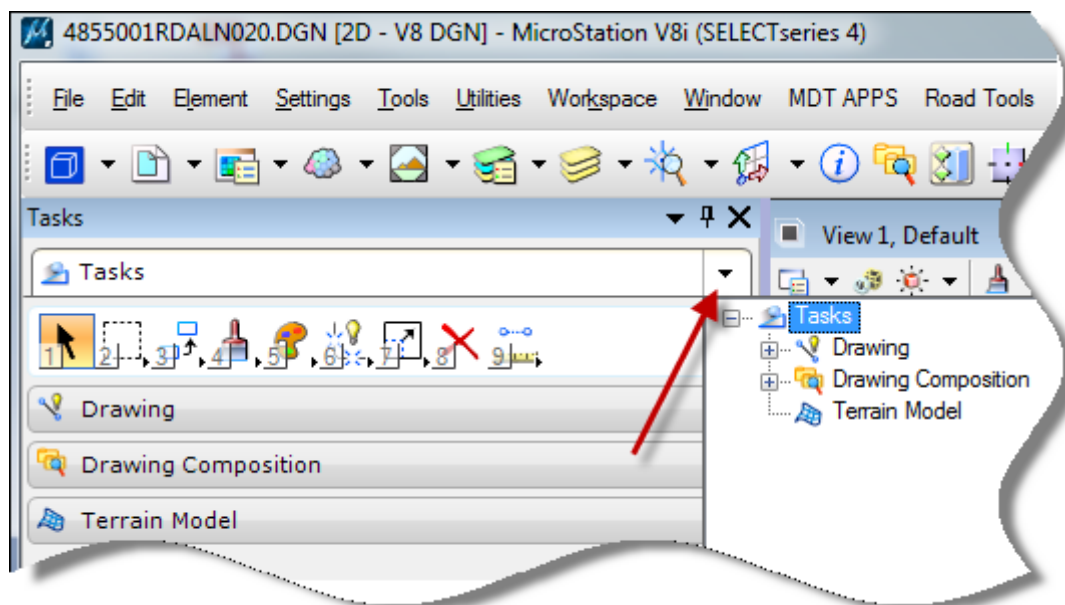 4855001RDALN020.DGN [2D - V8 DGN] - MicroStation V8i (SELECTseries 4)
File Edit Element Settings Tools Utilities Workspace Window MDT APPS Road Tools
Tasks
View 1, Default
Tasks
Tasks
Drawing
Drawing Composition
Terrain Model
1 2 3 4 5 6 7 8 9
Drawing
Drawing Composition
Terrain Model